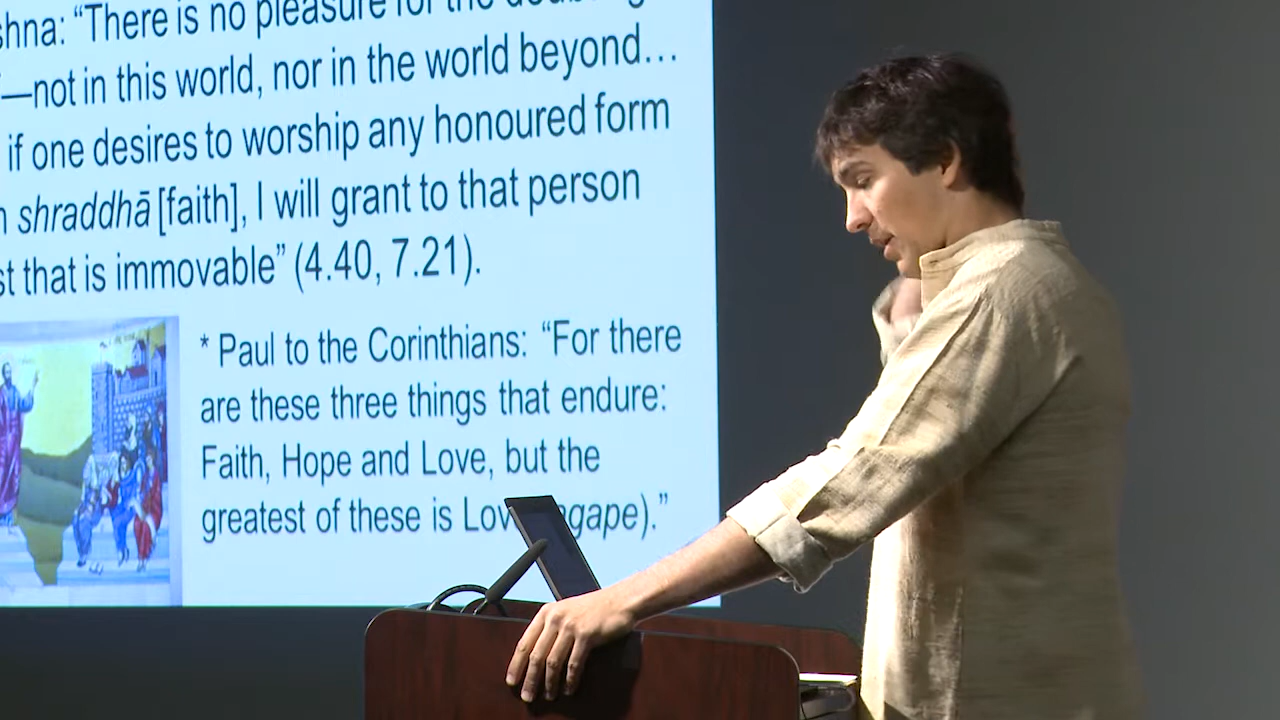 shna: “There is no pleasure for the doubting
—not in this world, nor in the world beyond…
if one desires to worship any honoured form
shraddhā [faith], I will grant to that person
that is immovable” (4.40, 7.21).
* Paul to the Corinthians: “For there
are these three things that endure:
Faith, Hope and Love, but the
greatest of these is Lov gape).”